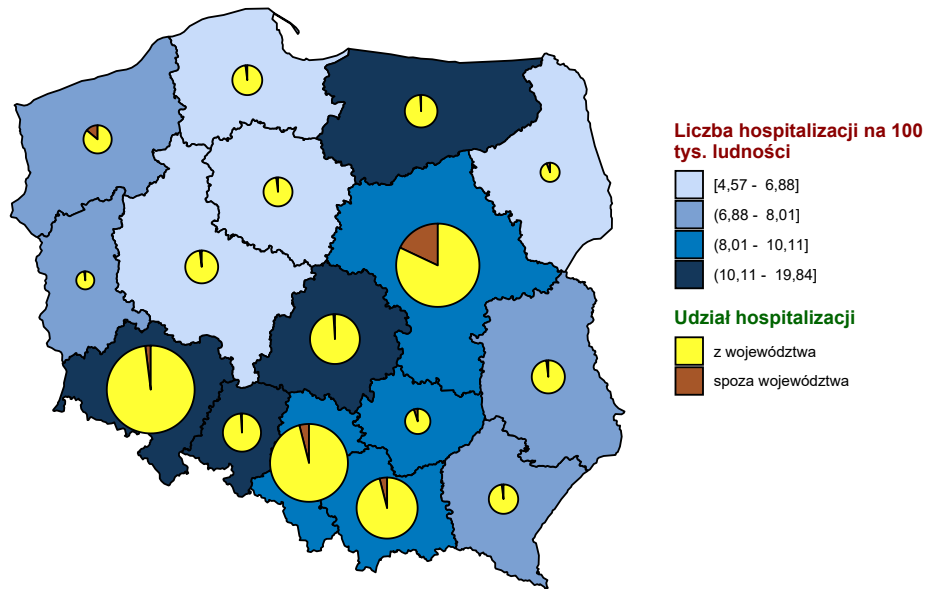 Liczba hospitalizacji na 100
tys. ludności
[4,57 - 6,88]
(6,88 - 8,01]
(8,01 - 10,11]
(10,11 - 19,84]
Udział hospitalizacji
z województwa
spoza województwa